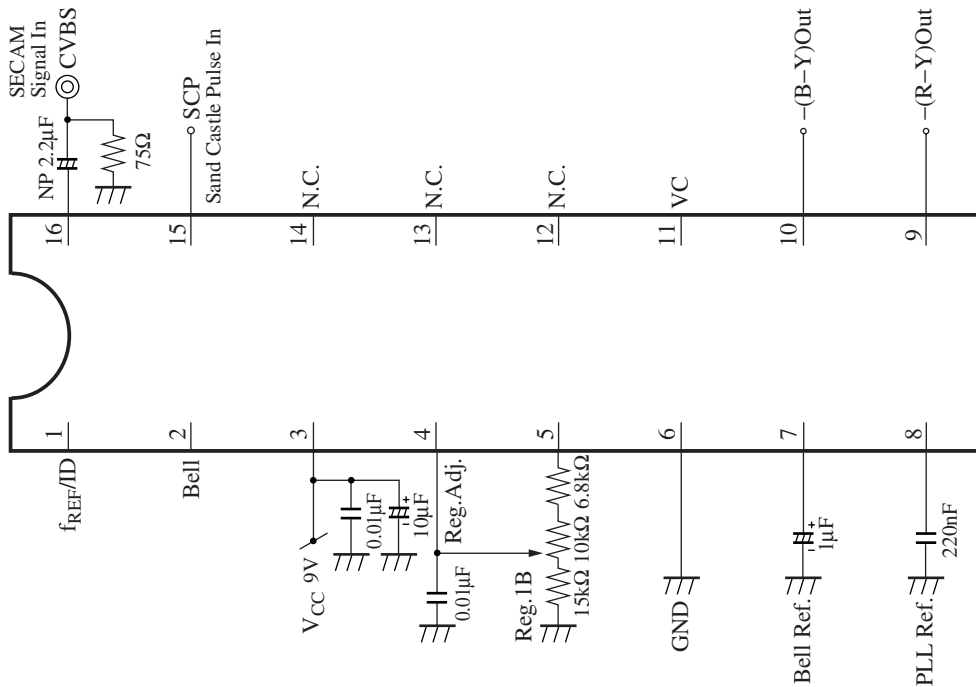 SECAM
Signal In
CVBS
NP 2.2μF
75Ω
SCP
Sand Castle Pulse In
N.C.
N.C.
N.C.
VC
-(B-Y)Out
-(R-Y)Out
16
15
14
13
12
11
10
9
1
2
3
4
5
6
7
8
fREF/ID
Bell
VCC 9V
0.01μF
+
-
10μF
Reg.Adj.
0.01μF
Reg.1B
15kΩ 10kΩ 6.8kΩ
GND
Bell Ref.
+
-
1μF
PLL Ref.
220nF